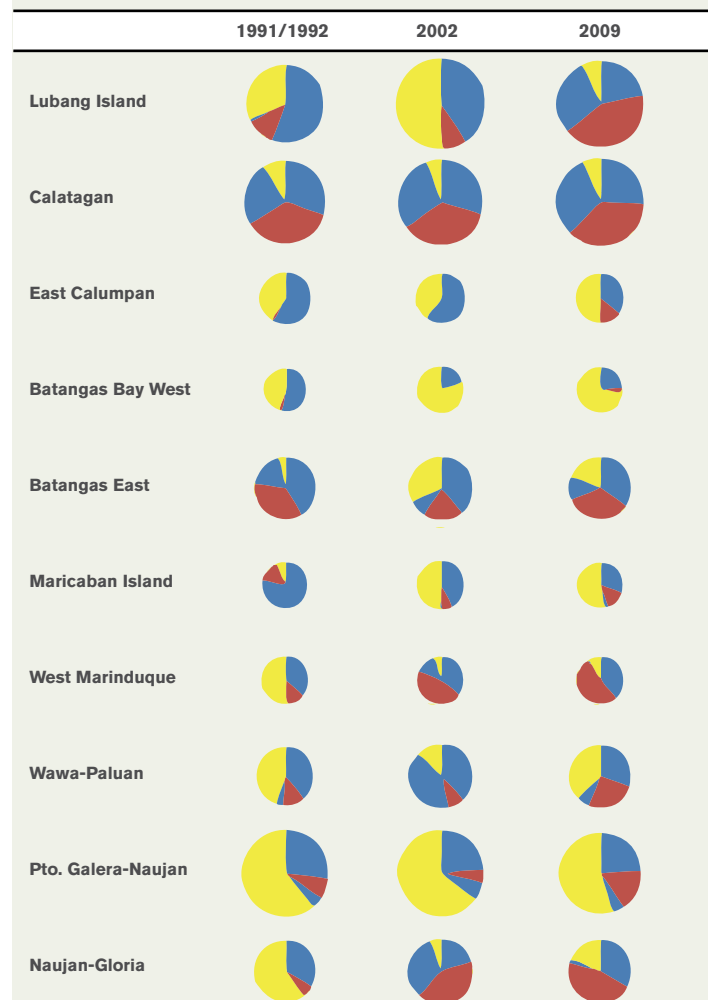 1991/1992 2002 2009
Lubang Island
Calatagan
East Calumpan
Batangas Bay West
Batangas East
Maricaban Island
West Marinduque
Wawa-Paluan
Pto. Galera-Naujan
Naujan-Gloria